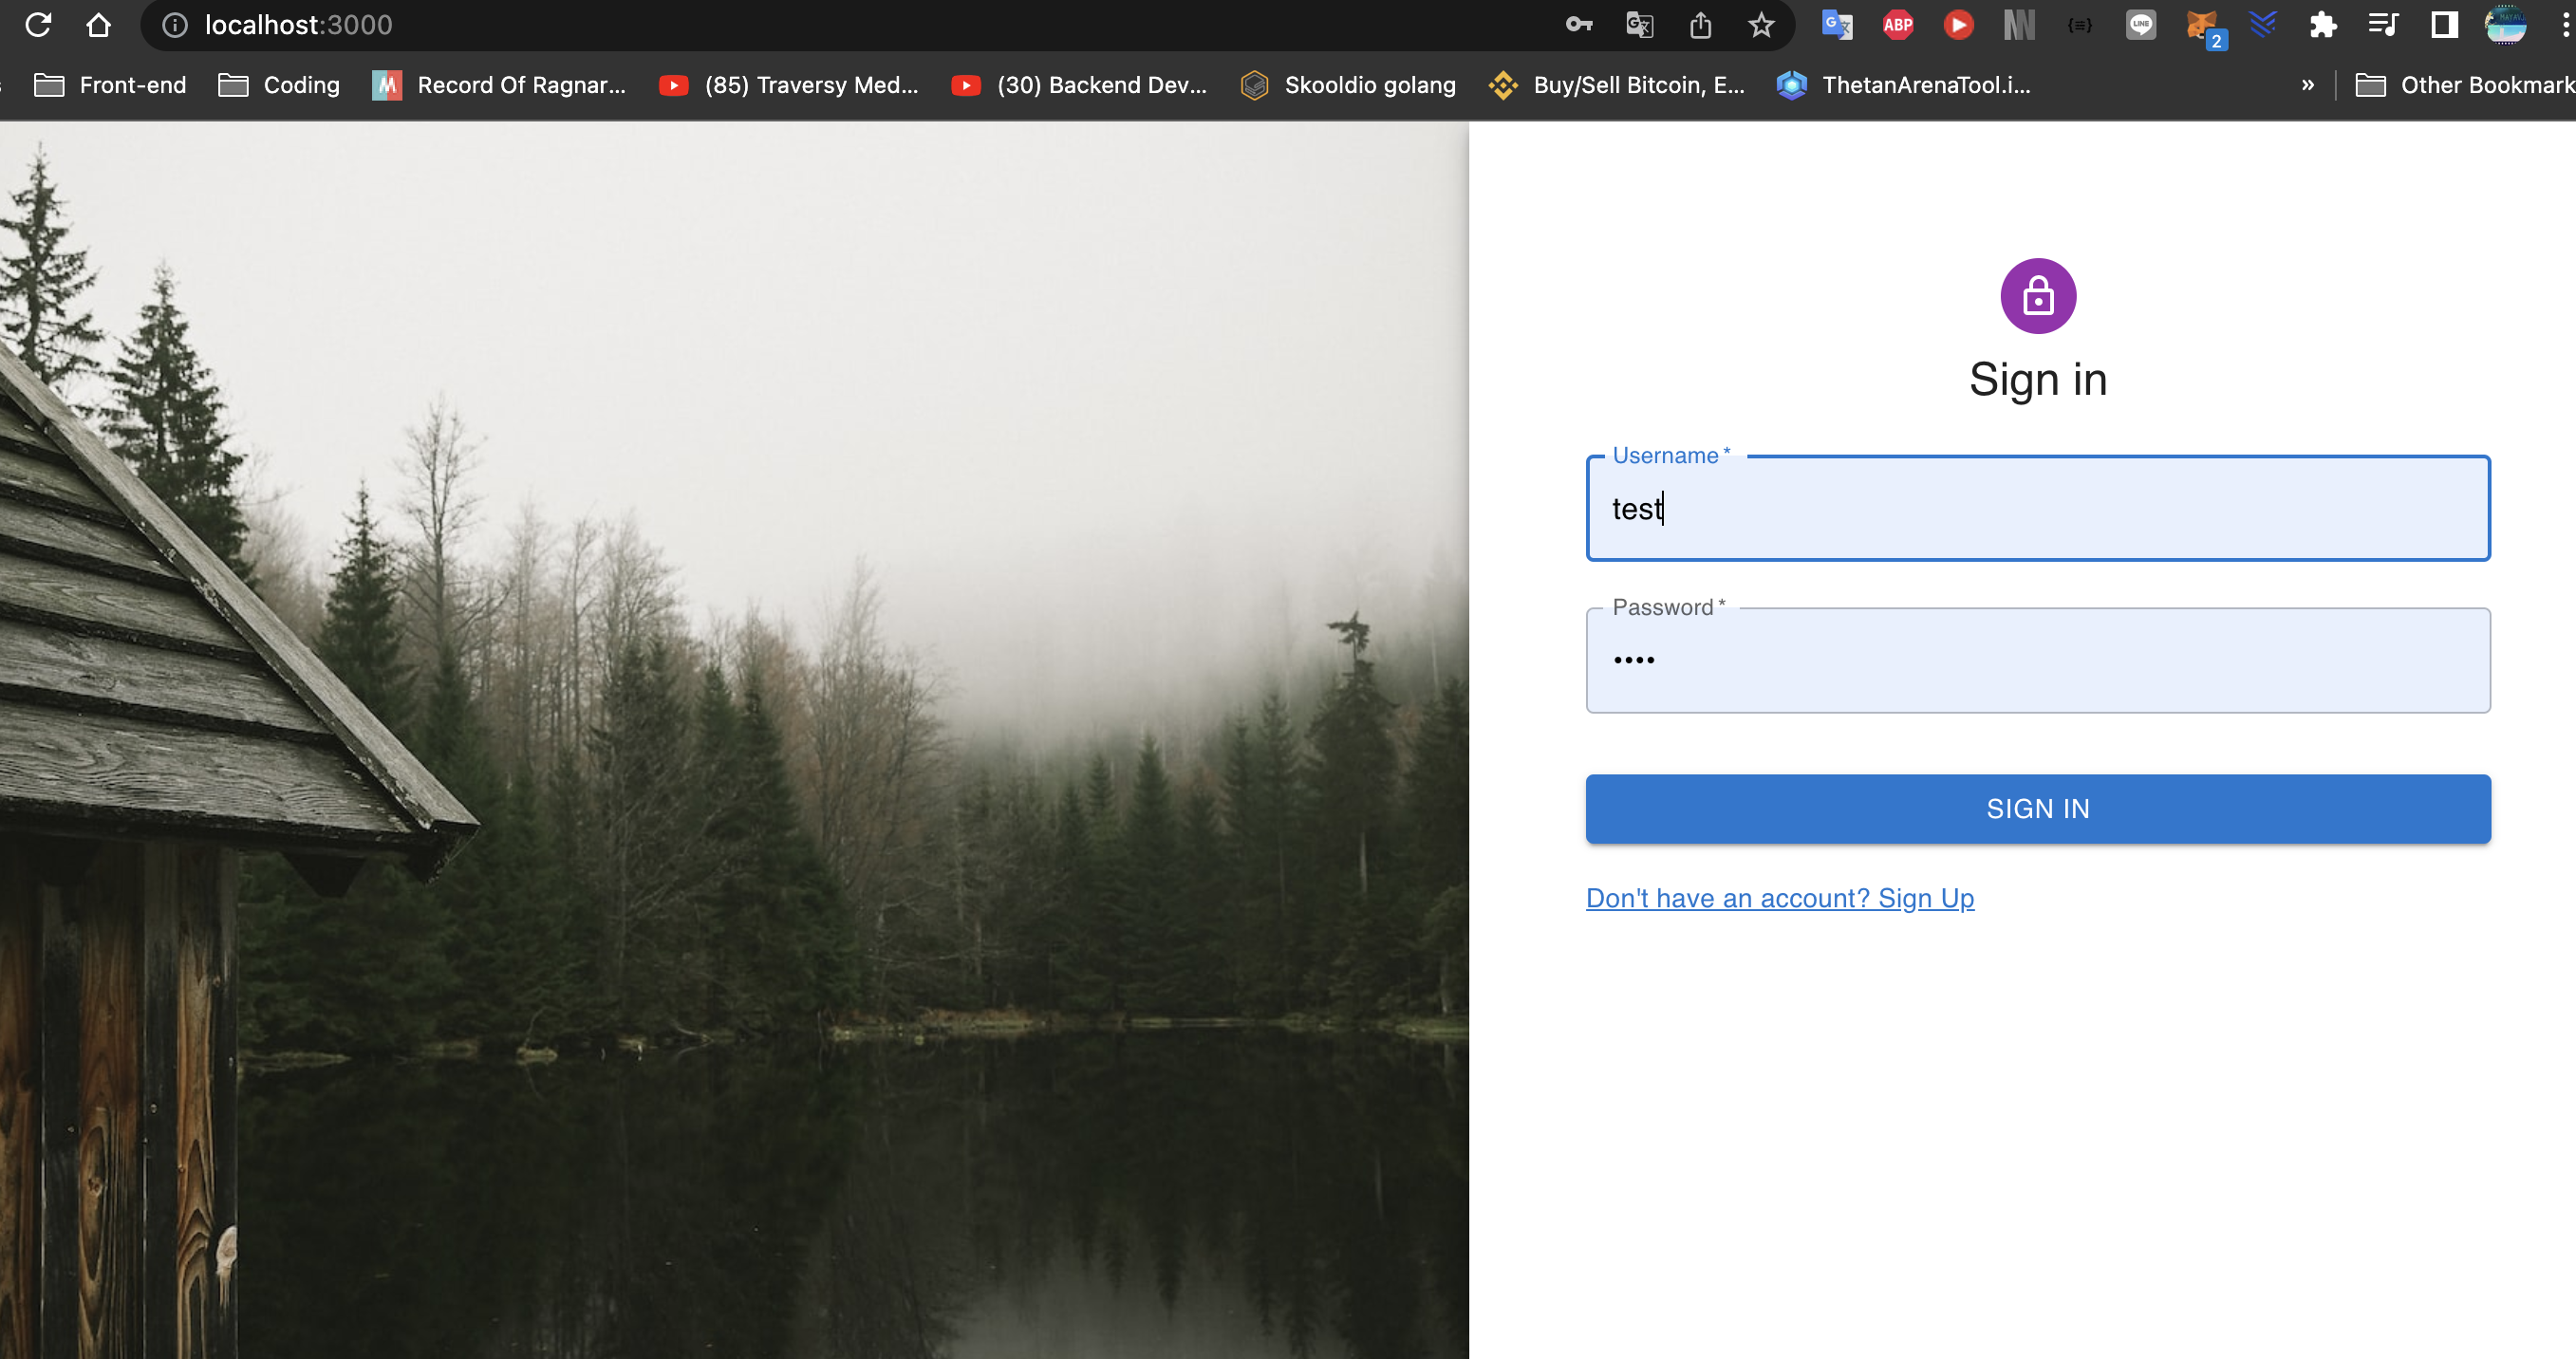 localhost:3000
ABP
LINE
2
Front-end
Coding
Record Of Ragnar...
(85) Traversy Med...
(30) Backend Dev...
Skooldio golang
Buy/Sell Bitcoin, E...
ThetanArenaTool.i...
»
Other Bookmark
Sign in
Username *
test
Password *
••••
SIGN IN
Don't have an account? Sign Up